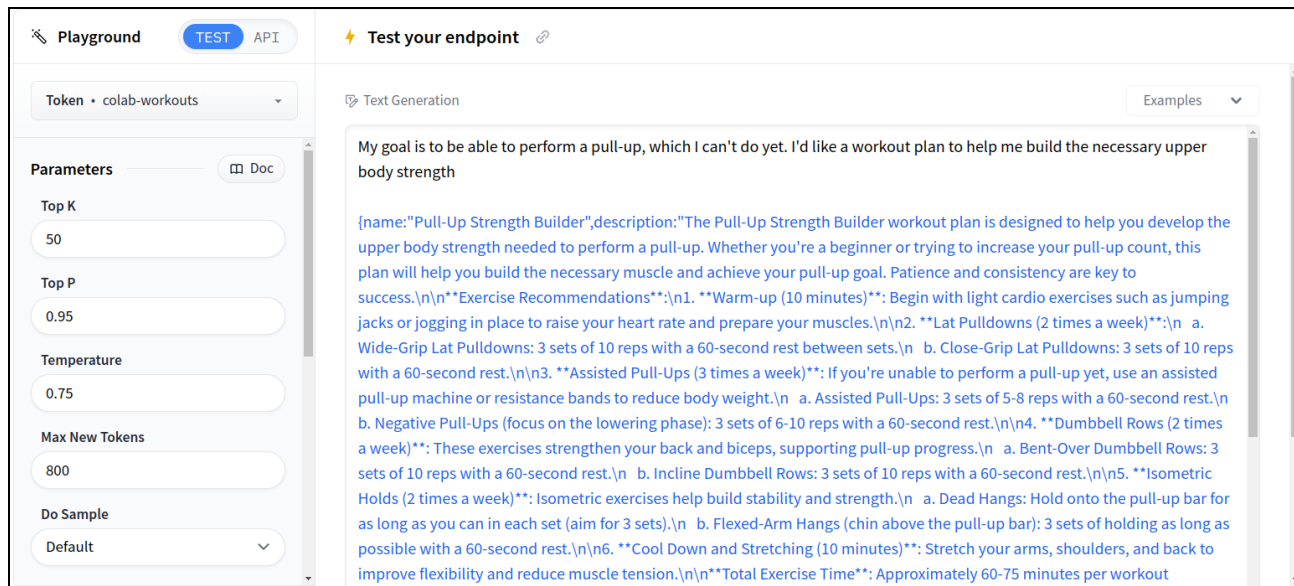 Playground
TEST API
Test your endpoint
Token • colab-workouts
Text Generation
Examples
Parameters
Doc
Top K
50
Top P
0.95
Temperature
0.75
Max New Tokens
800
Do Sample
Default
My goal is to be able to perform a pull-up, which I can't do yet. I'd like a workout plan to help me build the necessary upper
body strength
{name:"Pull-Up Strength Builder",description:"The Pull-Up Strength Builder workout plan is designed to help you develop the
upper body strength needed to perform a pull-up. Whether you're a beginner or trying to increase your pull-up count, this
plan will help you build the necessary muscle and achieve your pull-up goal. Patience and consistency are key to
success.\n\n**Exercise Recommendations**:\n1. **Warm-up (10 minutes)**: Begin with light cardio exercises such as jumping
jacks or jogging in place to raise your heart rate and prepare your muscles.\n\n2. **Lat Pulldowns (2 times a week)**:\n   a.
Wide-Grip Lat Pulldowns: 3 sets of 10 reps with a 60-second rest between sets.\n   b. Close-Grip Lat Pulldowns: 3 sets of 10 reps
with a 60-second rest.\n\n3. **Assisted Pull-Ups (3 times a week)**: If you're unable to perform a pull-up yet, use an assisted
pull-up machine or resistance bands to reduce body weight.\n   a. Assisted Pull-Ups: 3 sets of 5-8 reps with a 60-second rest.\n
b. Negative Pull-Ups (focus on the lowering phase): 3 sets of 6-10 reps with a 60-second rest.\n\n4. **Dumbbell Rows (2 times
a week)**: These exercises strengthen your back and biceps, supporting pull-up progress.\n   a. Bent-Over Dumbbell Rows: 3
sets of 10 reps with a 60-second rest.\n   b. Incline Dumbbell Rows: 3 sets of 10 reps with a 60-second rest.\n\n5. **Isometric
Holds (2 times a week)**: Isometric exercises help build stability and strength.\n   a. Dead Hangs: Hold onto the pull-up bar for
as long as you can in each set (aim for 3 sets).\n   b. Flexed-Arm Hangs (chin above the pull-up bar): 3 sets of holding as long as
possible with a 60-second rest.\n\n6. **Cool Down and Stretching (10 minutes)**: Stretch your arms, shoulders, and back to
improve flexibility and reduce muscle tension.\n\n**Total Exercise Time**: Approximately 60-75 minutes per workout